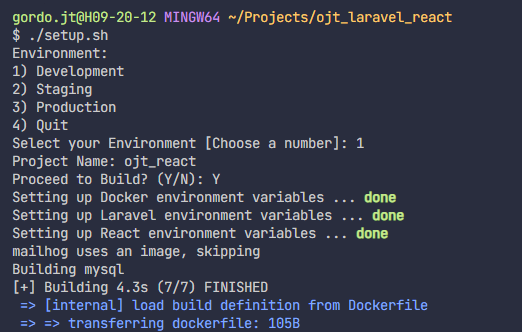 gordo.jt@H09-20-12 MINGW64 ~/Projects/ojt_laravel_react
$ ./setup.sh
Environment:
1) Development
2) Staging
3) Production
4) Quit
Select your Environment [Choose a number]: 1
Project Name: ojt_react
Proceed to Build? (Y/N): Y
Setting up Docker environment variables ... done
Setting up Laravel environment variables ... done
Setting up React environment variables ... done
mailhog uses an image, skipping
Building mysql
[+] Building 4.3s (7/7) FINISHED
=> [internal] load build definition from Dockerfile
=> => transferring dockerfile: 105B